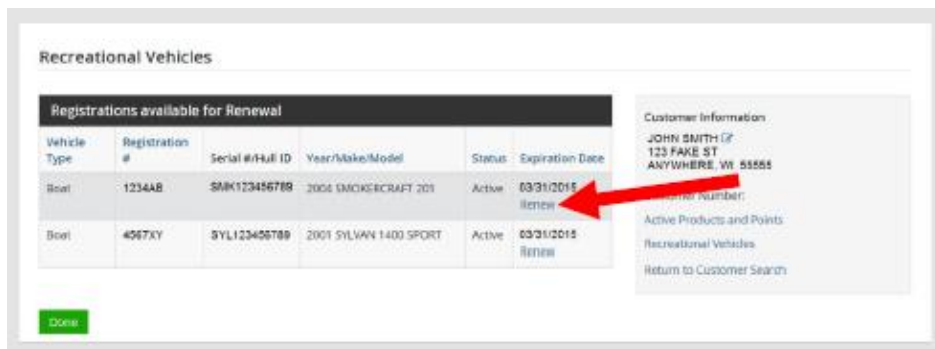 Recreational Vehicles
Registrations available for Renewal
Vehicle Type Registration # Serial #/Hull ID Year/Make/Model Status Expiration Date
Boat 1234AB SMK123456789 2004 SMOKERCRAFT 201 Active 03/31/2015
Renew
Boat 4567XY SYL123456789 2001 SYLVAN 1400 SPORT Active 03/31/2015
Renew
Done
Customer Information
JOHN SMITH
123 FAKE ST
ANYWHERE, WI 55555
Number:
Active Products and Points
Recreational Vehicles
Return to Customer Search